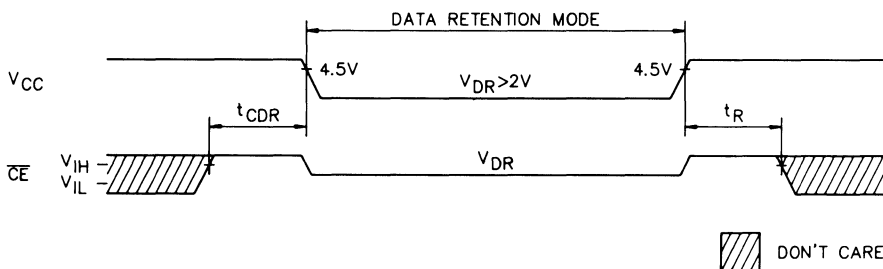 DATA RETENTION MODE
VCC
4.5V
VDR>2V
4.5V
tCDR
tR
CE
VIH
VIL
VDR
DON'T CARE